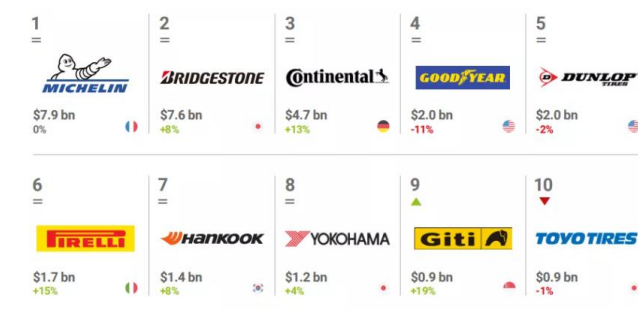 1
=
MICHELIN
$7.9 bn
0%
2
=
BRIDGESTONE
$7.6 bn
+8%
3
=
Continental
$4.7 bn
+13%
4
=
GOODYEAR
$2.0 bn
-11%
5
=
DUNLOP
TIRES
$2.0 bn
-2%
6
=
PIRELLI
$1.7 bn
+15%
7
=
HANKOOK
$1.4 bn
+8%
8
=
YOKOHAMA
$1.2 bn
+4%
9
Giti
$0.9 bn
+19%
10
TOYO TIRES
$0.9 bn
-1%